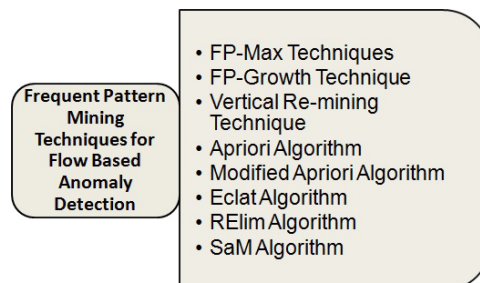 Frequent Pattern
Mining
Techniques for
Flow Based
Anomaly
Detection
• FP-Max Techniques
• FP-Growth Technique
• Vertical Re-mining
Technique
• Apriori Algorithm
• Modified Apriori Algorithm
• Eclat Algorithm
• RElim Algorithm
• SaM Algorithm